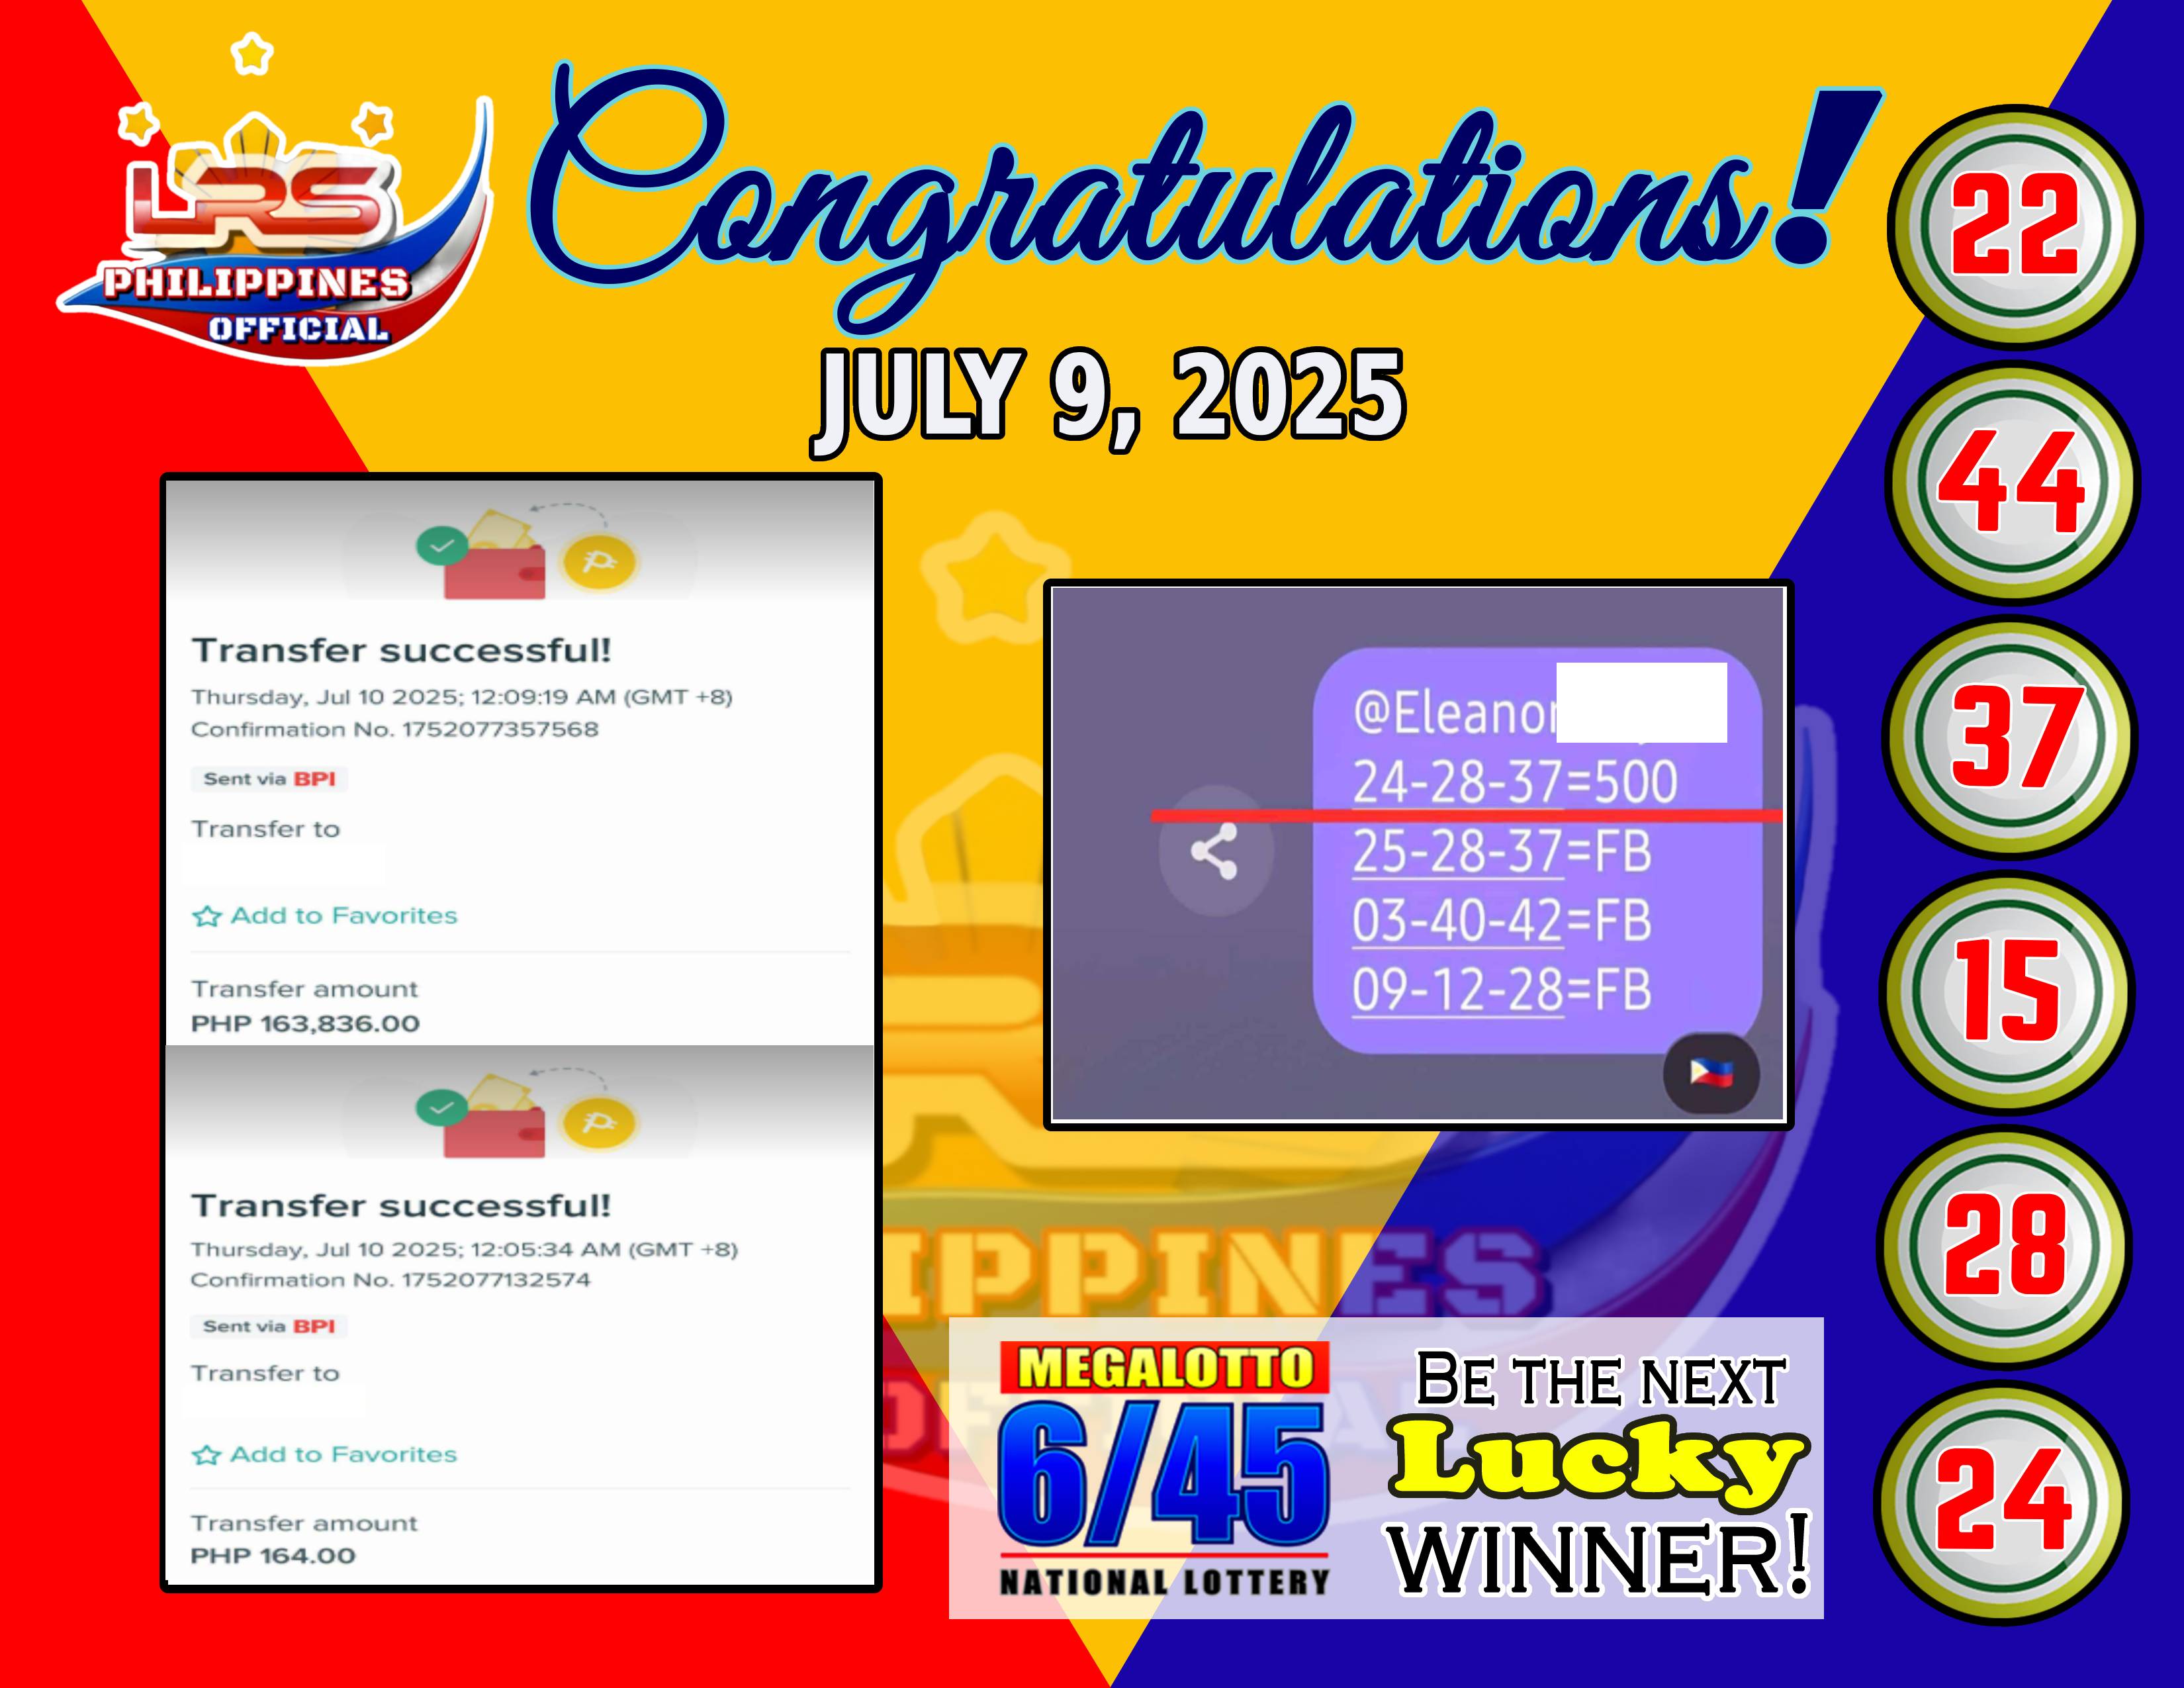 LRS
PHILIPPINES
OFFICIAL
Congratulations!
JULY 9, 2025
Transfer successful!
Thursday, Jul 10 2025; 12:09:19 AM (GMT +8)
Confirmation No. 1752077357568
Sent via BPI
Transfer to
Add to Favorites
Transfer amount
PHP 163,836.00
Transfer successful!
Thursday, Jul 10 2025; 12:05:34 AM (GMT +8)
Confirmation No. 1752077132574
Sent via BPI
Transfer to
Add to Favorites
Transfer amount
PHP 164.00
@Eleanor
24-28-37=500
25-28-37=FB
03-40-42=FB
09-12-28=FB
MEGALOTTO
6/45
NATIONAL LOTTERY
BE THE NEXT
Lucky
WINNER!
22
44
37
15
28
24